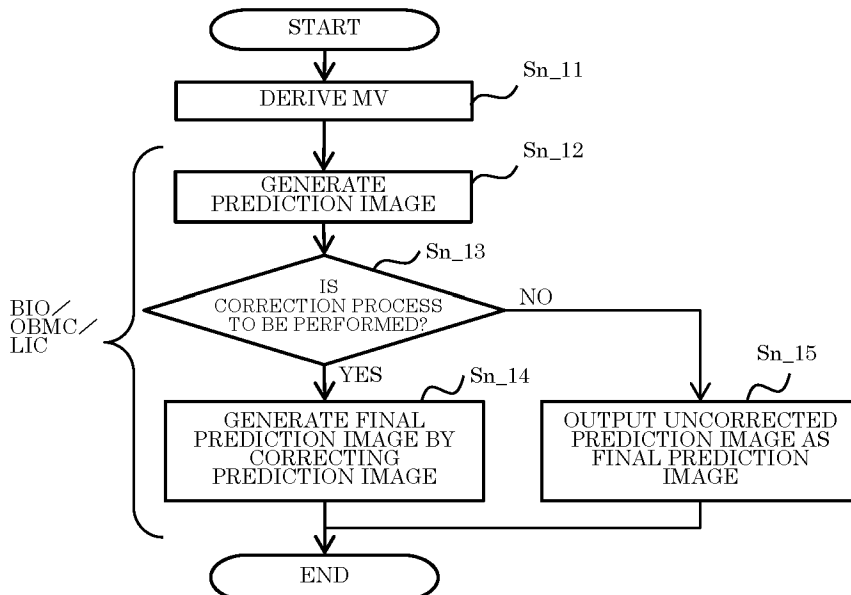 START
Sn_11
DERIVE MV
Sn_12
GENERATE
PREDICTION IMAGE
Sn_13
IS
CORRECTION PROCESS
TO BE PERFORMED?
NO
BIO/
OBMC/
LIC
YES
Sn_14
GENERATE FINAL
PREDICTION IMAGE BY
CORRECTING
PREDICTION IMAGE
Sn_15
OUTPUT UNCORRECTED
PREDICTION IMAGE AS
FINAL PREDICTION
IMAGE
END